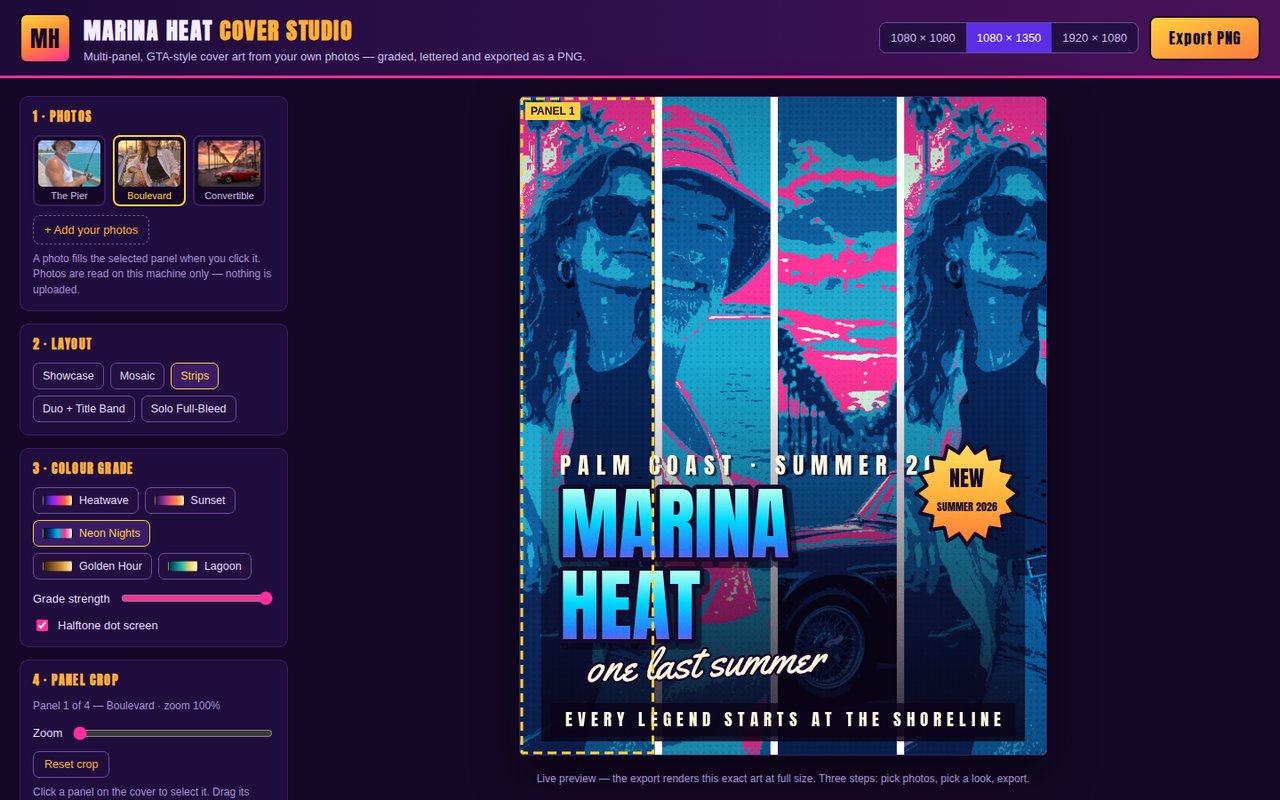 MH
MARINA HEAT COVER STUDIO
Multi-panel, GTA-style cover art from your own photos — graded, lettered and exported as a PNG.
1080 × 1080
1080 × 1350
1920 × 1080
Export PNG
1 · PHOTOS
The Pier
Boulevard
Convertible
+ Add your photos
A photo fills the selected panel when you click it.
Photos are read on this machine only — nothing is
uploaded.
2 · LAYOUT
Showcase
Mosaic
Strips
Duo + Title Band
Solo Full-Bleed
3 · COLOUR GRADE
Heatwave
Sunset
Neon Nights
Golden Hour
Lagoon
Grade strength
Halftone dot screen
4 · PANEL CROP
Panel 1 of 4 — Boulevard · zoom 100%
Zoom
Reset crop
Click a panel on the cover to select it. Drag its
PANEL 1
PALM COAST · SUMMER
NEW
SUMMER 2026
MARINA
HEAT
one last summer
EVERY LEGEND STARTS AT THE SHORELINE
Live preview — the export renders this exact art at full size. Three steps: pick photos, pick a look, export.